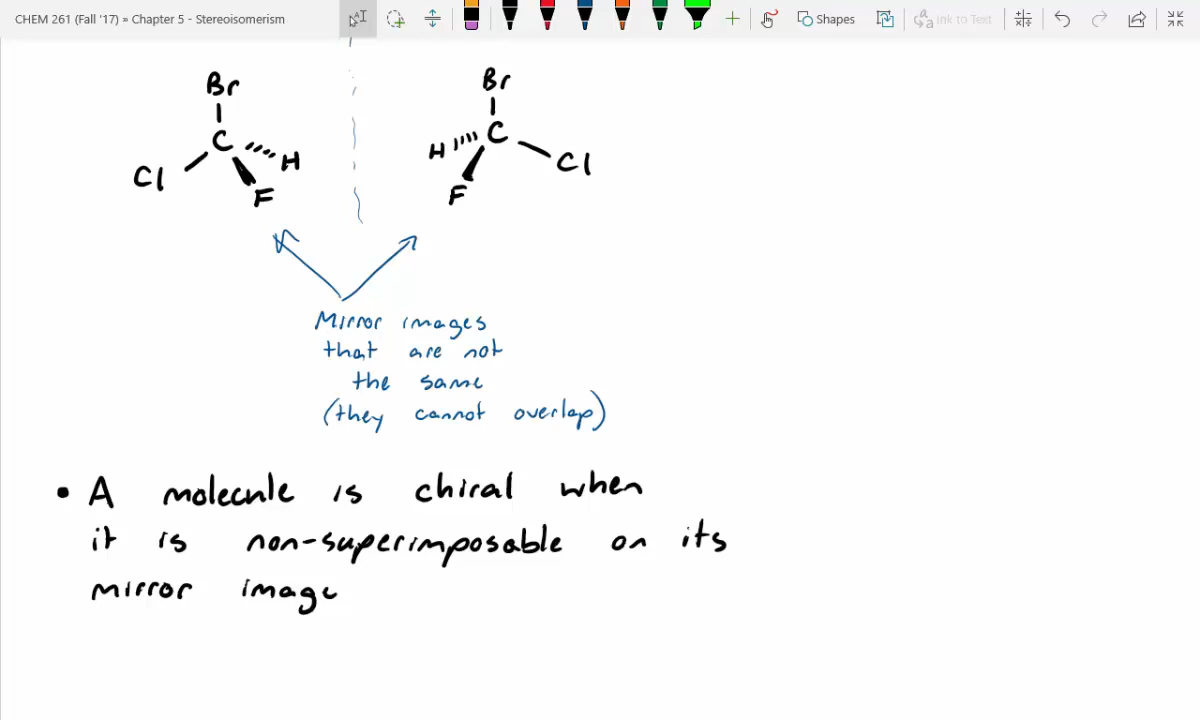 CHEM 261 (Fall '17) » Chapter 5 - Stereoisomerism
Shapes
Ink to Text
Br
C
H
Cl
F
Br
H
C
Cl
F
Mirror images
that are not
the same
(they cannot overlap)
• A molecule is chiral when
it is non-superimposable on its
mirror image